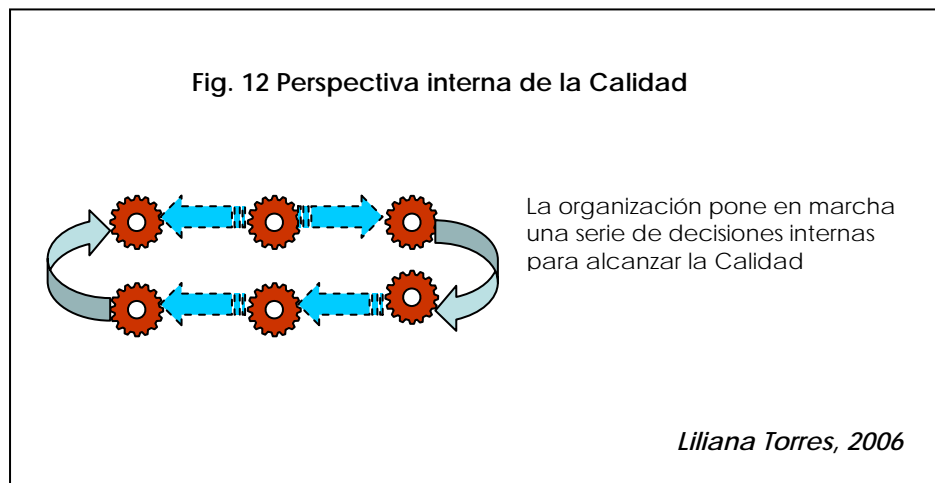 Fig. 12 Perspectiva interna de la Calidad
La organización pone en marcha
una serie de decisiones internas
para alcanzar la Calidad
Liliana Torres, 2006